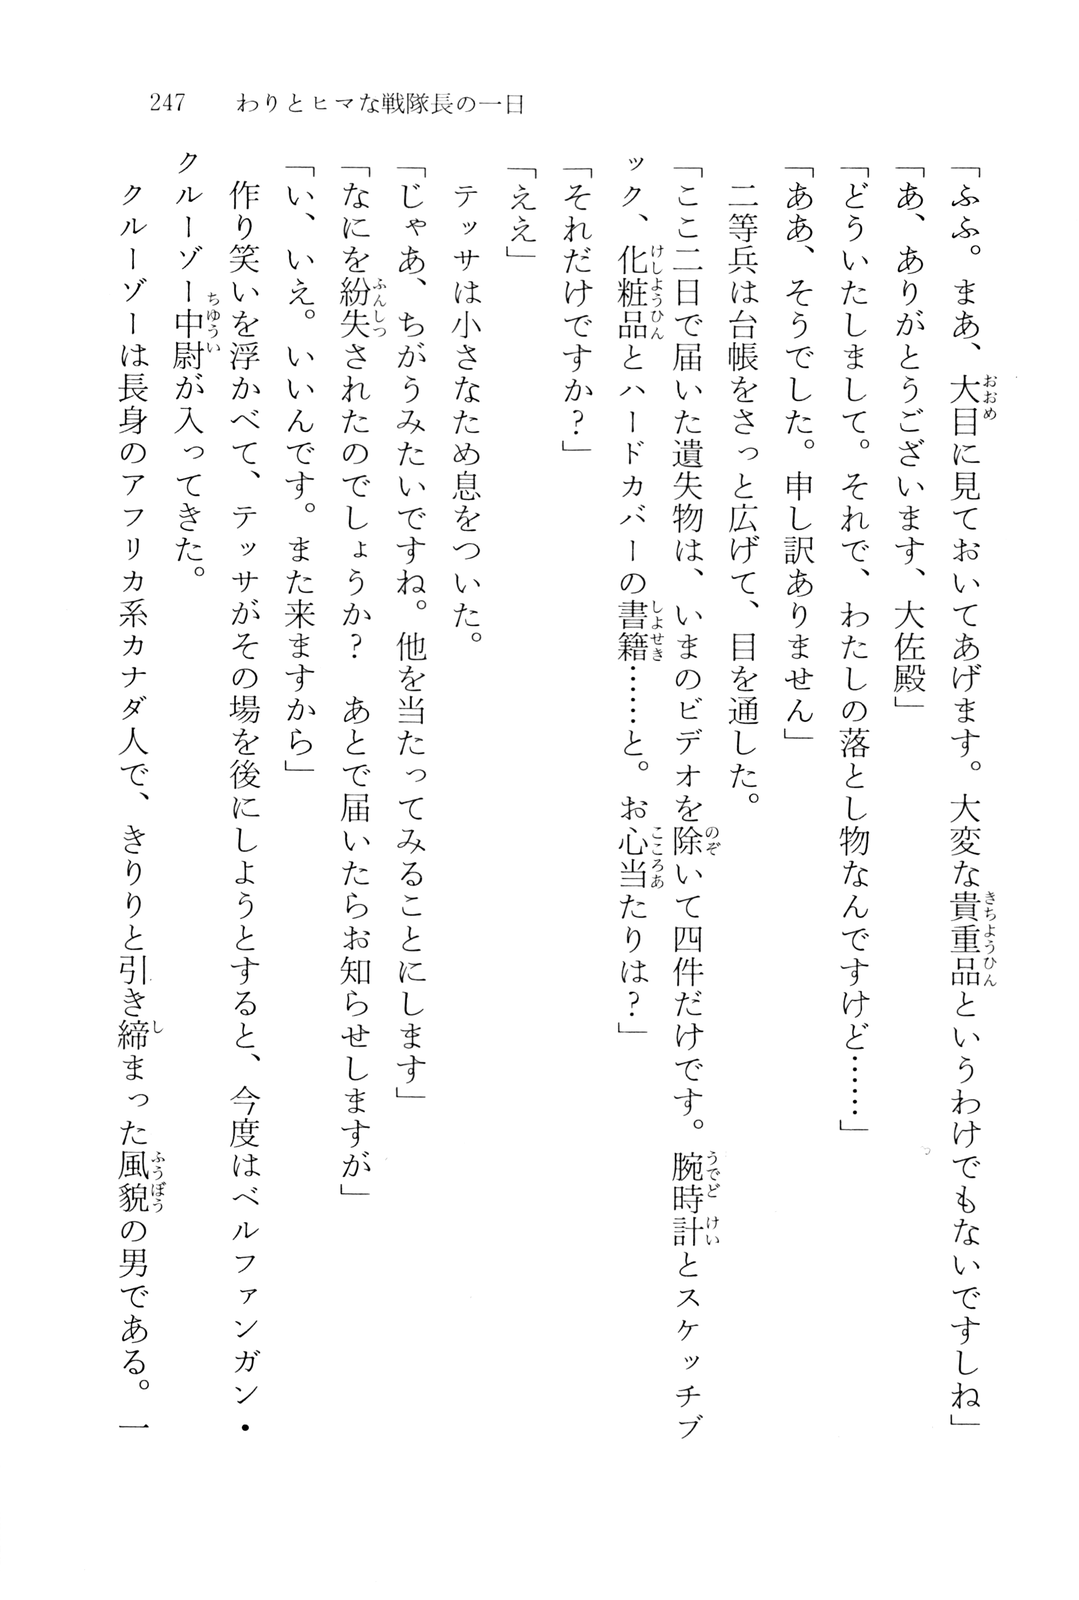 247　わりとヒマな戦隊長の一日
「ふふ。まあ、大目に見ておいてあげます。大変な貴重品というわけでもないですしね」
「あ、ありがとうございます、大佐殿」
「どういたしまして。それで、わたしの落とし物なんですけど……」
「ああ、そうでした。申し訳ありません」
　二等兵は台帳をさっと広げて、目を通した。
「ここ二日で届いた遺失物は、いまのビデオを除いて四件だけです。腕時計とスケッチブ
ック、化粧品とハードカバーの書籍……と。お心当たりは？」
「それだけですか？」
「ええ」
　テッサは小さなため息をついた。
「じゃあ、ちがうみたいですね。他を当たってみることにします」
「なにを紛失されたのでしょうか？　あとで届いたらお知らせしますが」
「い、いえ。いいんです。また来ますから」
　作り笑いを浮かべて、テッサがその場を後にしようとすると、今度はベルファンガン・
クルーゾー中尉が入ってきた。
　クルーゾーは長身のアフリカ系カナダ人で、きりりと引き締まった風貌の男である。一